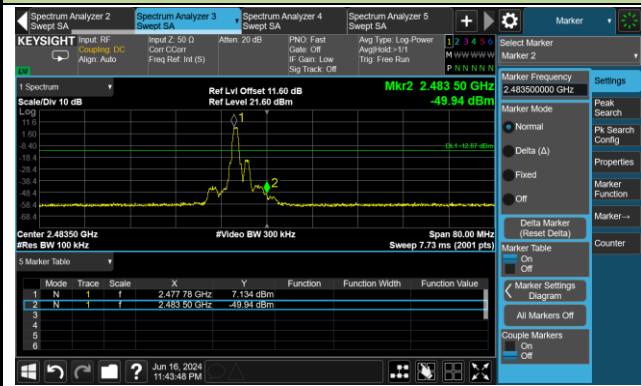 Spectrum Analyzer 2
Swept SA
Spectrum Analyzer 3
Swept SA
Spectrum Analyzer 4
Swept SA
Spectrum Analyzer 5
Swept SA
+
Marker
KEYSIGHT
Input: RF
Coupling: DC
Align: Auto
Input Z: 50 Ω
Corr CCorr
Freq Ref: Int (S)
Atten: 20 dB
PNO: Fast
Gate: Off
IF Gain: Low
Sig Track: Off
Avg Type: Log-Power
Avg|Hold:>1/1
Trig: Free Run
1 2 3 4 5 6
M W W W W W
P N N N N N
LVI
Select Marker
Marker 2
1 Spectrum
Scale/Div 10 dB
Ref Lvl Offset 11.60 dB
Ref Level 21.60 dBm
Mkr2 2.483 50 GHz
-49.94 dBm
Log
11.6
1.60
-8.40
-18.4
-28.4
-38.4
-48.4
-58.4
-68.4
1
2
DL1 -12.87 dBm
Center 2.48350 GHz
#Res BW 100 kHz
#Video BW 300 kHz
Span 80.00 MHz
Sweep 7.73 ms (2001 pts)
5 Marker Table
Mode Trace Scale X Y Function Function Width Function Value
1 N 1 f 2.477 78 GHz 7.134 dBm
2 N 1 f 2.483 50 GHz -49.94 dBm
3
4
5
6
Marker Frequency
2.483500000 GHz
Marker Mode
Normal
Delta (Δ)
Fixed
Off
Delta Marker
(Reset Delta)
Marker Table
On
Off
Marker Settings
Diagram
All Markers Off
Couple Markers
On
Off
Settings
Peak
Search
Pk Search
Config
Properties
Marker
Function
Marker→
Counter
?
Jun 16, 2024
11:43:48 PM